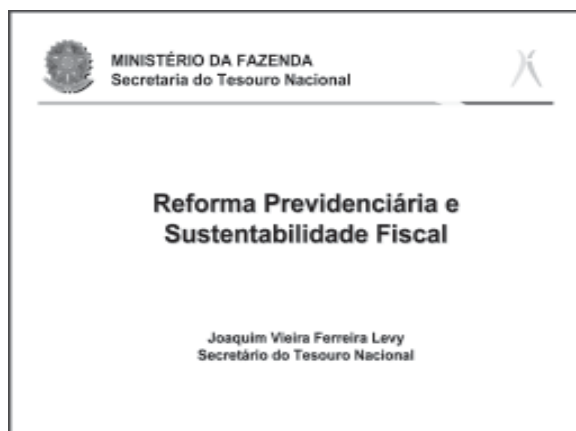 MINISTÉRIO DA FAZENDA
Secretaria do Tesouro Nacional
Reforma Previdenciária e
Sustentabilidade Fiscal
Joaquim Vieira Ferreira Levy
Secretário do Tesouro Nacional